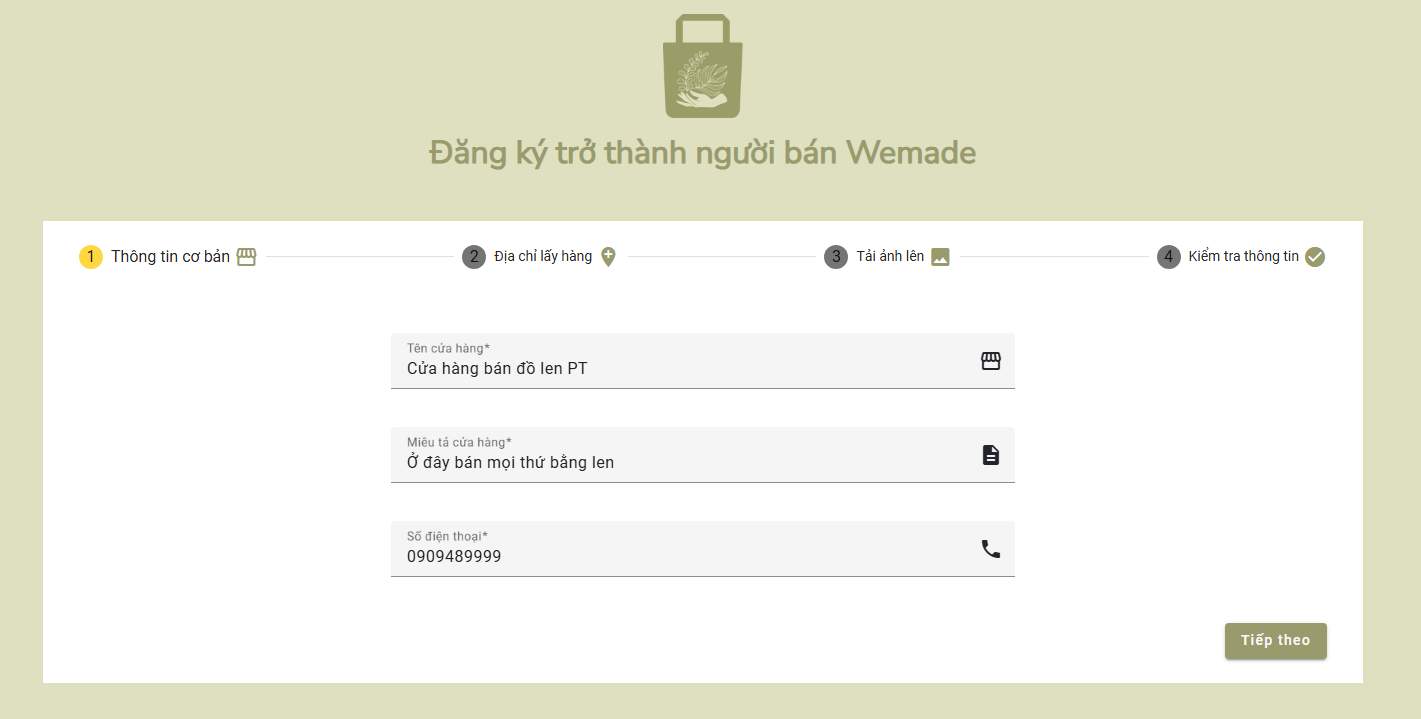 Đăng ký trở thành người bán Wemade
1 Thông tin cơ bản
2 Địa chỉ lấy hàng
3 Tải ảnh lên
4 Kiểm tra thông tin
Tên cửa hàng*
Cửa hàng bán đồ len PT
Miêu tả cửa hàng*
Ở đây bán mọi thứ bằng len
Số điện thoại*
0909489999
Tiếp theo